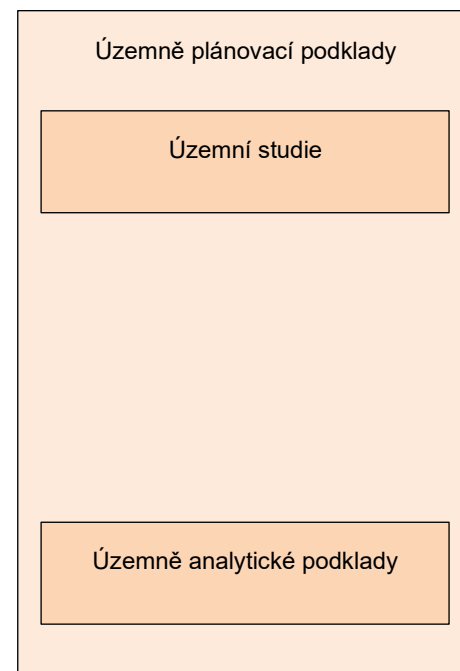 Územně plánovací podklady
Územní studie
Územně analytické podklady